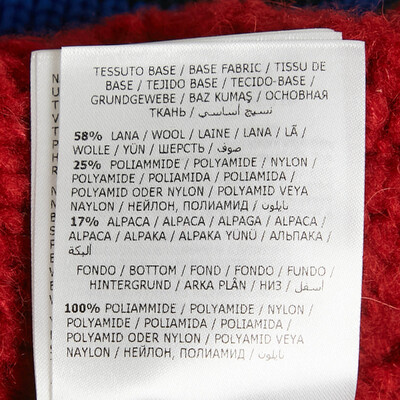 TESSUTO BASE / BASE FABRIC / TISSU DE
BASE / TEJIDO BASE / TECIDO-BASE /
GRUNDGEWEBE / BAZ KUMAŞ / ОСНОВНАЯ
ТКАНЬ / نسيج أساسي /
58% LANA / WOOL / LAINE / LANA / LÃ /
WOLLE / YÜN / ШЕРСТЬ / صوف
25% POLIAMMIDE / POLYAMIDE / NYLON /
POLYAMIDE / POLIAMIDA / POLIAMIDA /
POLYAMID ODER NYLON / POLYAMID VEYA
NAYLON / НЕЙЛОН, ПОЛИАМИД / نايلون
17% ALPACA / ALPACA / ALPAGA / ALPACA /
ALPACA / ALPAKA / ALPAKA YÜNÜ / АЛЬПАКА /
ألبكة
FONDO / BOTTOM / FOND / FONDO / FUNDO /
HINTERGRUND / ARKA PLÂN / НИЗ / اسفل /
100% POLIAMMIDE / POLYAMIDE / NYLON /
POLYAMIDE / POLIAMIDA / POLIAMIDA /
POLYAMID ODER NYLON / POLYAMID VEYA
NAYLON / НЕЙЛОН, ПОЛИАМИД / نايلون